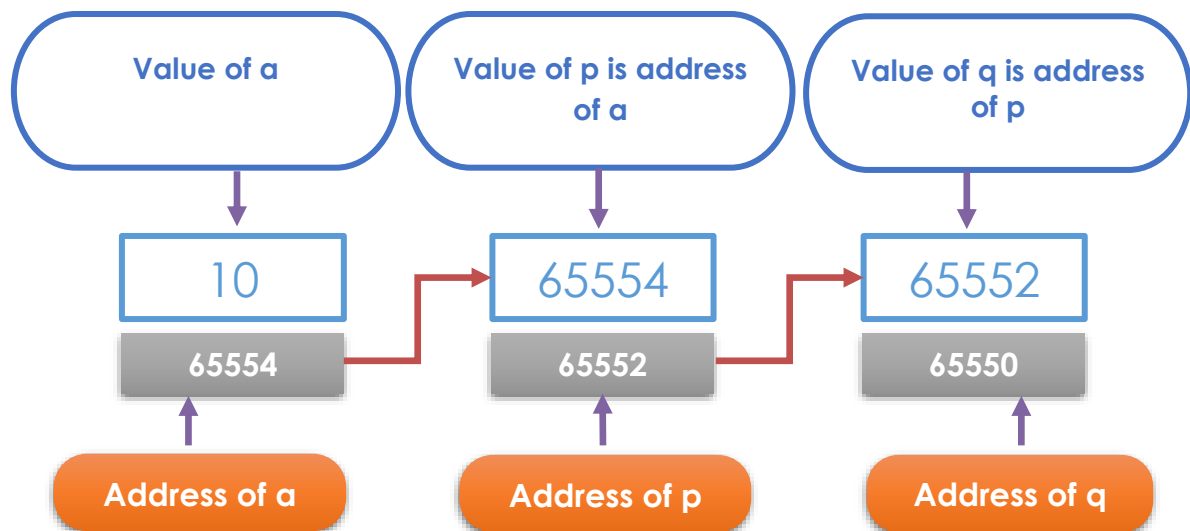 Value of a
Value of p is address
of a
Value of q is address
of p
10
65554
65552
65554
65552
65550
Address of a
Address of p
Address of q